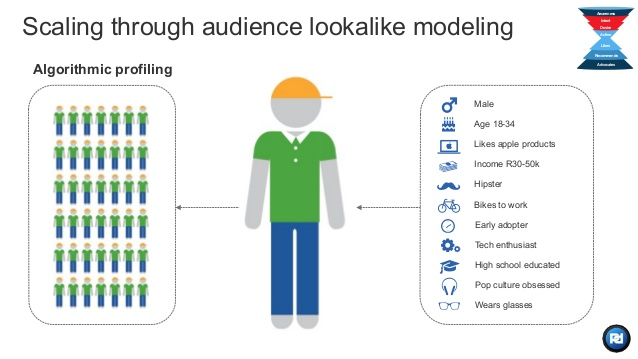 Scaling through audience lookalike modeling
Awareness
Intent
Desire
Action
Likes
Recommends
Advocates
Algorithmic profiling
Male
Age 18-34
Likes apple products
Income R30-50k
Hipster
Bikes to work
Early adopter
Tech enthusiast
High school educated
Pop culture obsessed
Wears glasses